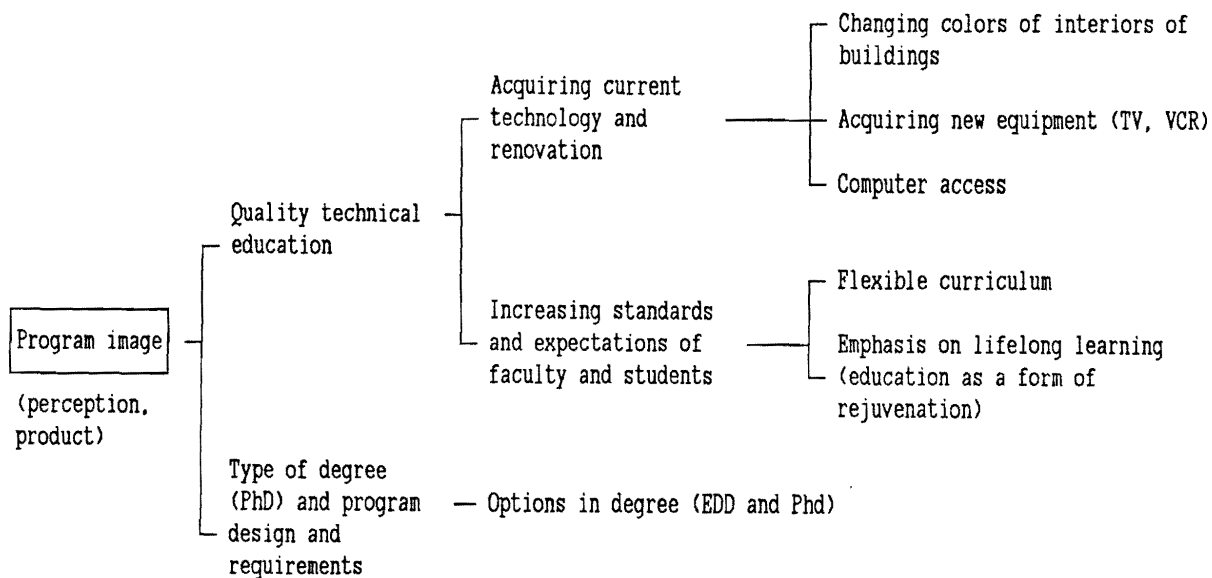 Program image
(perception,
product)
Quality technical
education
Acquiring current
technology and
renovation
Changing colors of interiors of
buildings
Acquiring new equipment (TV, VCR)
Computer access
Increasing standards
and expectations of
faculty and students
Flexible curriculum
Emphasis on lifelong learning
(education as a form of
rejuvenation)
Type of degree
(PhD) and program
design and
requirements
Options in degree (EDD and Phd)